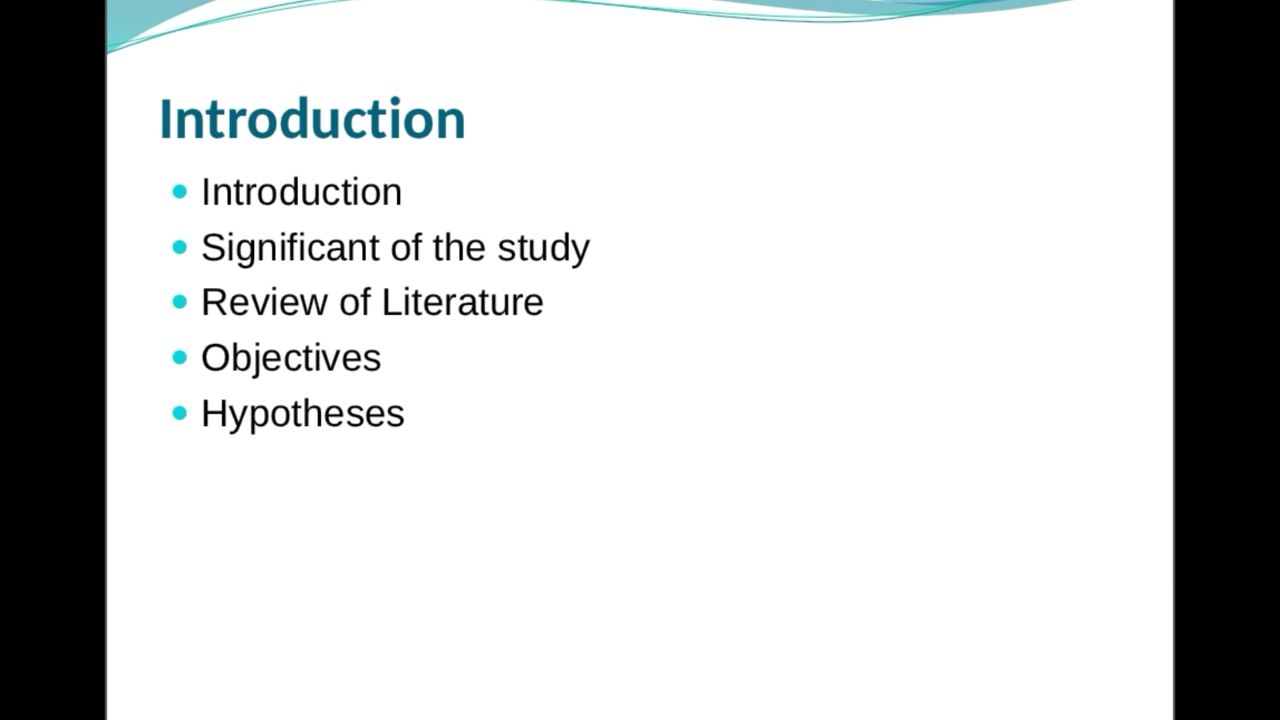 Introduction
Introduction
Significant of the study
Review of Literature
Objectives
Hypotheses